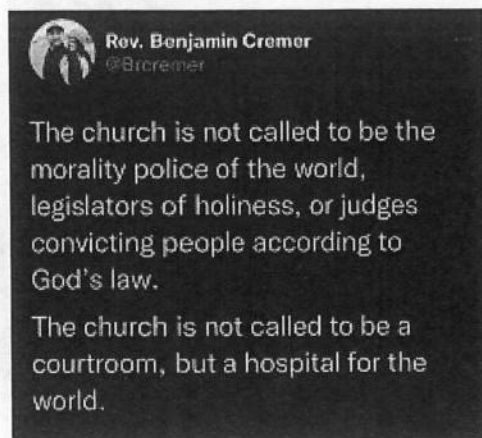 Rev. Benjamin Cremer
@Brcremer
The church is not called to be the
morality police of the world,
legislators of holiness, or judges
convicting people according to
God's law.
The church is not called to be a
courtroom, but a hospital for the
world.